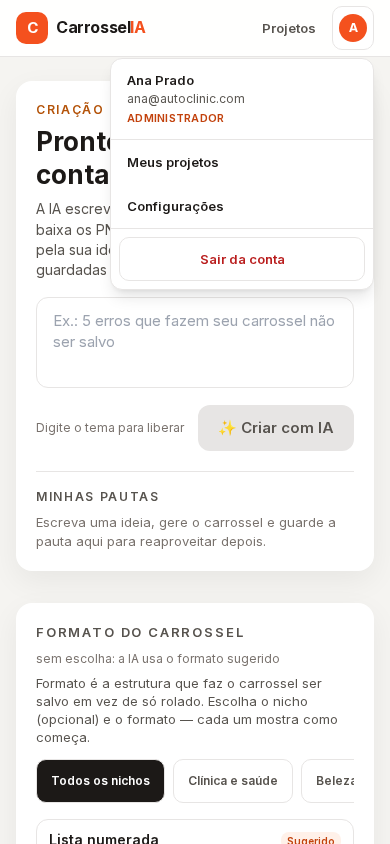 C CarrosselIA Projetos A
Ana Prado
ana@autoclinic.com
ADMINISTRADOR
Meus projetos
Configurações
Sair da conta
CRIAÇÃO
conta
A IA escrev
baixa os
pela sua
guardadas
Ex.: 5 erros que fazem seu carrossel não
ser salvo
Digite o tema para liberar
✨ Criar com IA
MINHAS PAUTAS
Escreva uma ideia, gere o carrossel e guarde a
pauta aqui para reaproveitar depois.
FORMATO DO CARROSSEL
sem escolha: a IA usa o formato sugerido
Formato é a estrutura que faz o carrossel ser
salvo em vez de só rolado. Escolha o nicho
(opcional) e o formato — cada um mostra como
começa.
Todos os nichos
Clínica e saúde
Beleza
Lista numerada
Sugerido